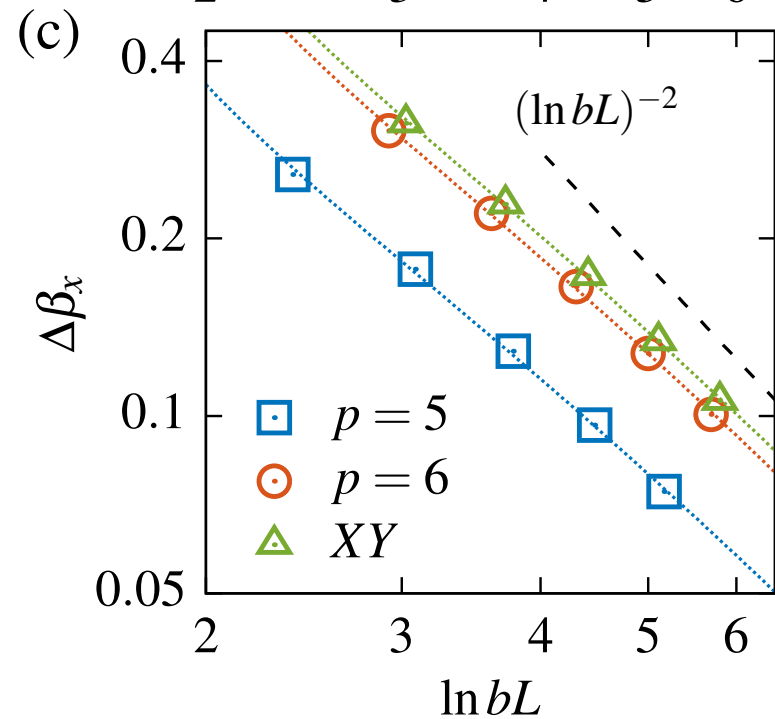 (c)
0.4
(ln bL)⁻²
0.2
Δβₓ
0.1
p = 5
p = 6
XY
0.05
2 3 4 5 6
ln bL